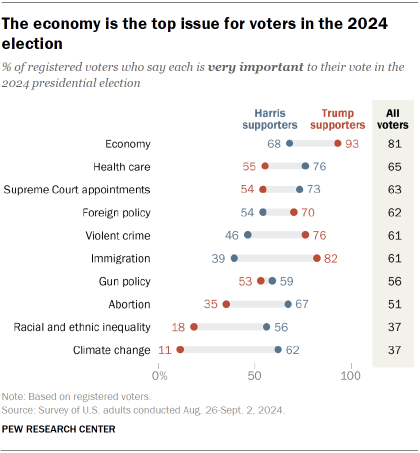 The economy is the top issue for voters in the 2024
election
% of registered voters who say each is very important to their vote in the
2024 presidential election
Harris supporters Trump supporters All voters
Economy 68 93 81
Health care 55 76 65
Supreme Court appointments 54 73 63
Foreign policy 54 70 62
Violent crime 46 76 61
Immigration 39 82 61
Gun policy 53 59 56
Abortion 35 67 51
Racial and ethnic inequality 18 56 37
Climate change 11 62 37
0% 50 100
Note: Based on registered voters.
Source: Survey of U.S. adults conducted Aug. 26-Sept. 2, 2024.
PEW RESEARCH CENTER